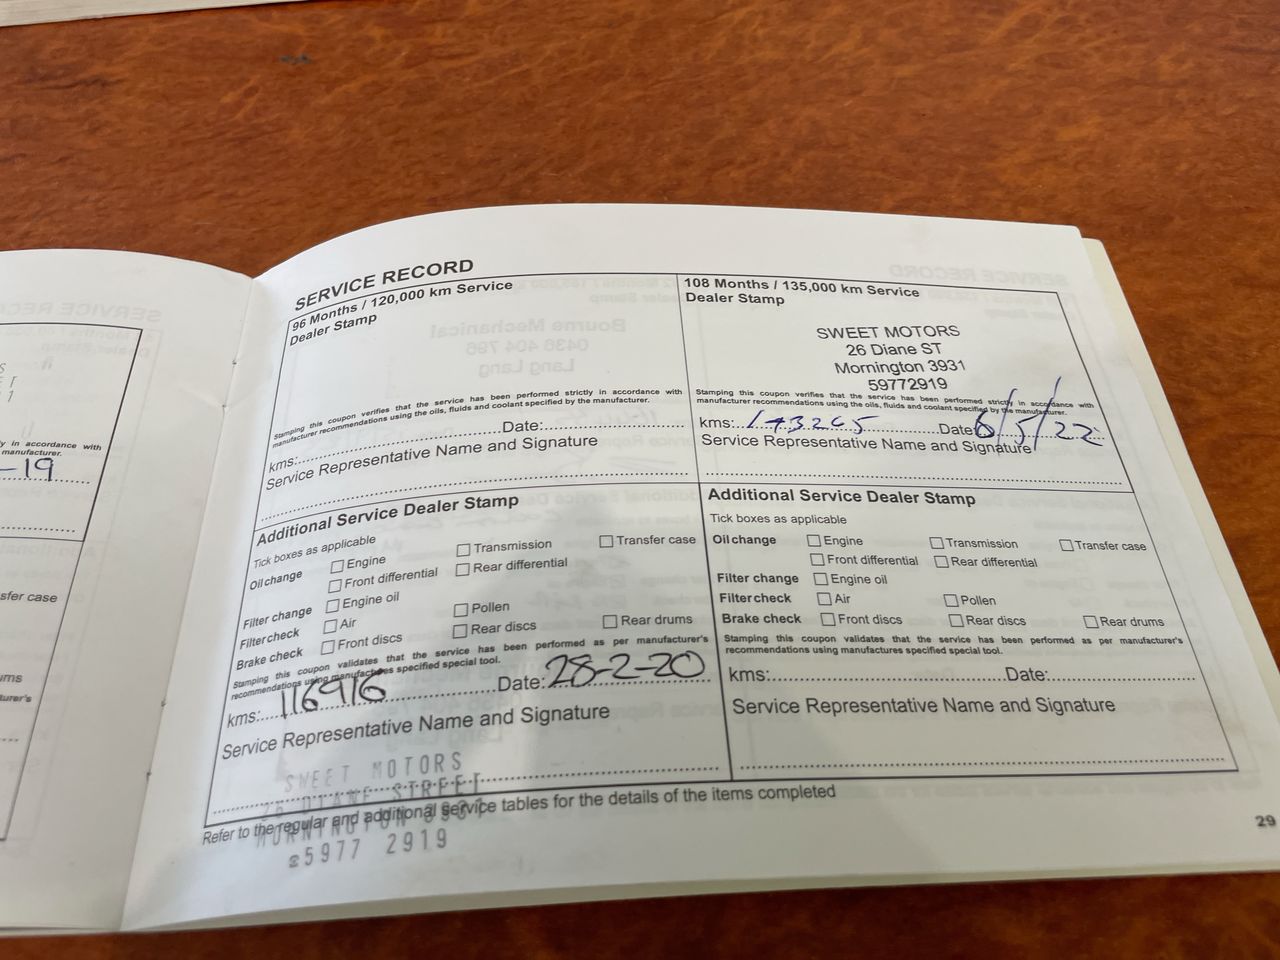 SERVICE RECORD
96 Months / 120,000 km Service
Dealer Stamp
Stamping this coupon verifies that the service has been performed strictly in accordance with
manufacturer recommendations using the oils, fluids and coolant specified by the manufacturer.
kms: Date:
Service Representative Name and Signature
Additional Service Dealer Stamp
Tick boxes as applicable
Oil change Engine Transmission Transfer case
Front differential Rear differential
Filter change Engine oil
Filter check Air Pollen
Brake check Front discs Rear discs Rear drums
Stamping this coupon validates that the service has been performed as per manufacturer's
recommendations using manufactures specified special tool.
kms: 116916 Date: 28-2-20
Service Representative Name and Signature
SWEET MOTORS
26 DIANE STREET
MORNINGTON 3931
☎5977 2919
108 Months / 135,000 km Service
Dealer Stamp
SWEET MOTORS
26 Diane ST
Mornington 3931
59772919
Stamping this coupon verifies that the service has been performed strictly in accordance with
manufacturer recommendations using the oils, fluids and coolant specified by the manufacturer.
kms: Date: 6/5/22
Service Representative Name and Signature
Additional Service Dealer Stamp
Tick boxes as applicable
Oil change Engine Transmission Transfer case
Front differential Rear differential
Filter change Engine oil
Filter check Air Pollen
Brake check Front discs Rear discs Rear drums
Stamping this coupon validates that the service has been performed as per manufacturer's
recommendations using manufactures specified special tool.
kms: Date:
Service Representative Name and Signature
Refer to the regular and additional service tables for the details of the items completed
29
in accordance with
manufacturer.
-19
sfer case